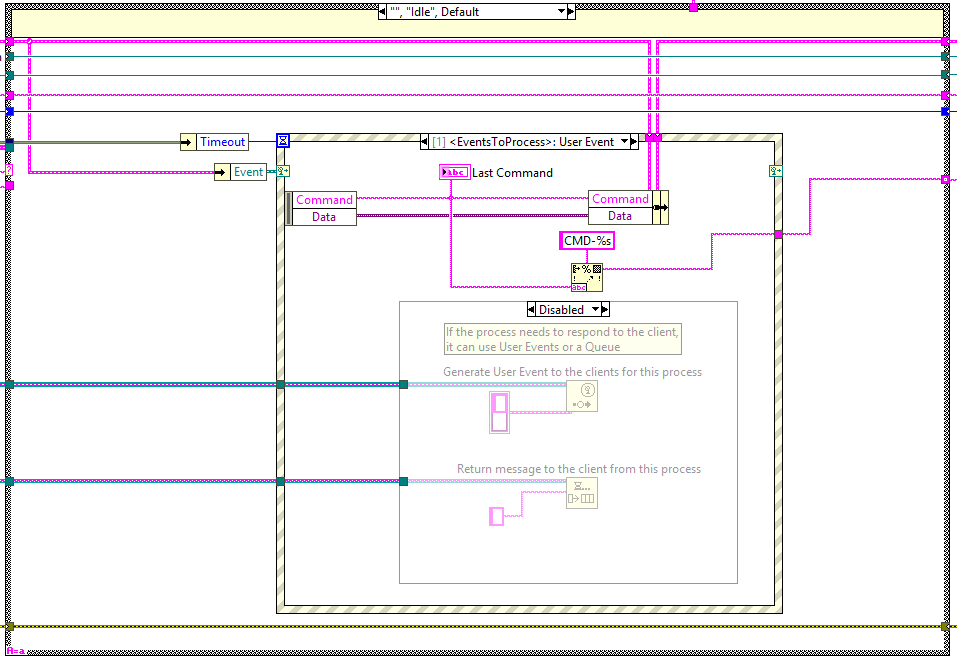 "", "Idle", Default
[1] <EventsToProcess>: User Event
Timeout
Event
abc
Last Command
Command
Data
Command
Data
CMD-%s
%
abc
Disabled
If the process needs to respond to the client,
it can use User Events or a Queue
Generate User Event to the clients for this process
Return message to the client from this process
?
A=a